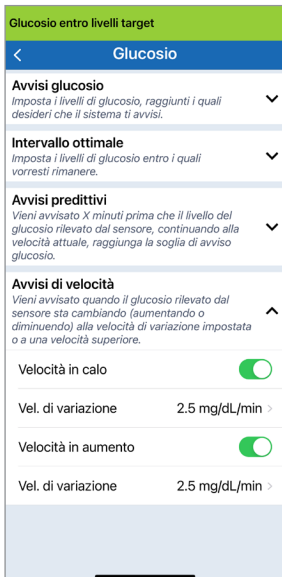 Glucosio entro livelli target
Glucosio
Avvisi glucosio
Imposta i livelli di glucosio, raggiunti i quali
desideri che il sistema ti avvisi.
Intervallo ottimale
Imposta i livelli di glucosio entro i quali
vorresti rimanere.
Avvisi predittivi
Vieni avvisato X minuti prima che il livello del
glucosio rilevato dal sensore, continuando alla
velocità attuale, raggiunga la soglia di avviso
glucosio.
Avvisi di velocità
Vieni avvisato quando il glucosio rilevato dal
sensore sta cambiando (aumentando o
diminuendo) alla velocità di variazione impostata
o a una velocità superiore.
Velocità in calo
Vel. di variazione 2.5 mg/dL/min
Velocità in aumento
Vel. di variazione 2.5 mg/dL/min